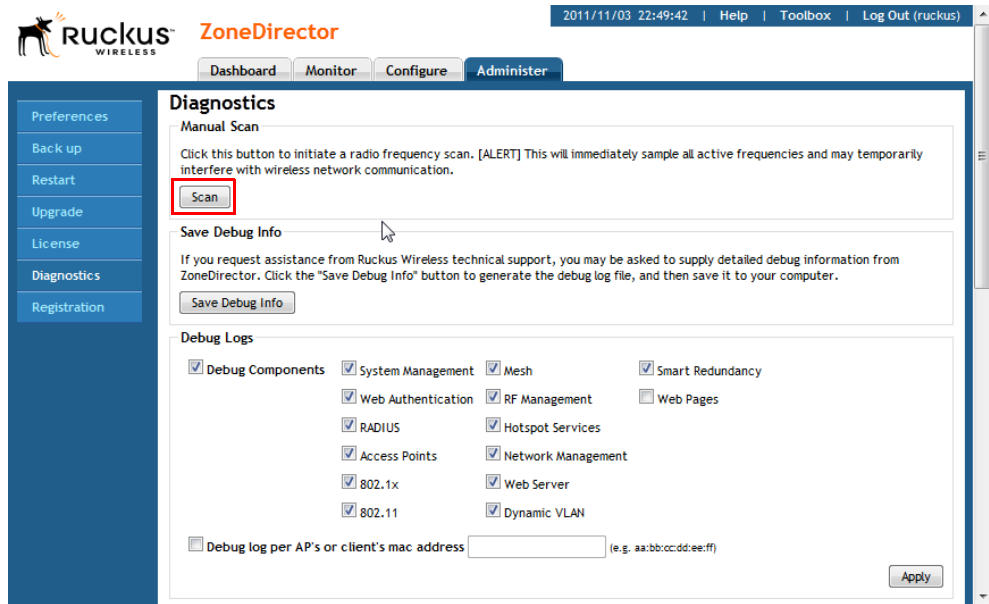 2011/11/03 22:49:42 | Help | Toolbox | Log Out (ruckus)
Ruckus WIRELESS
ZoneDirector
Dashboard Monitor Configure Administer
Preferences
Back up
Restart
Upgrade
License
Diagnostics
Registration
Diagnostics
Manual Scan
Click this button to initiate a radio frequency scan. [ALERT] This will immediately sample all active frequencies and may temporarily
interfere with wireless network communication.
Scan
Save Debug Info
If you request assistance from Ruckus Wireless technical support, you may be asked to supply detailed debug information from
ZoneDirector. Click the "Save Debug Info" button to generate the debug log file, and then save it to your computer.
Save Debug Info
Debug Logs
Debug Components System Management Mesh Smart Redundancy
Web Authentication RF Management Web Pages
RADIUS Hotspot Services
Access Points Network Management
802.1x Web Server
802.11 Dynamic VLAN
Debug log per AP's or client's mac address (e.g. aa:bb:cc:dd:ee:ff)
Apply